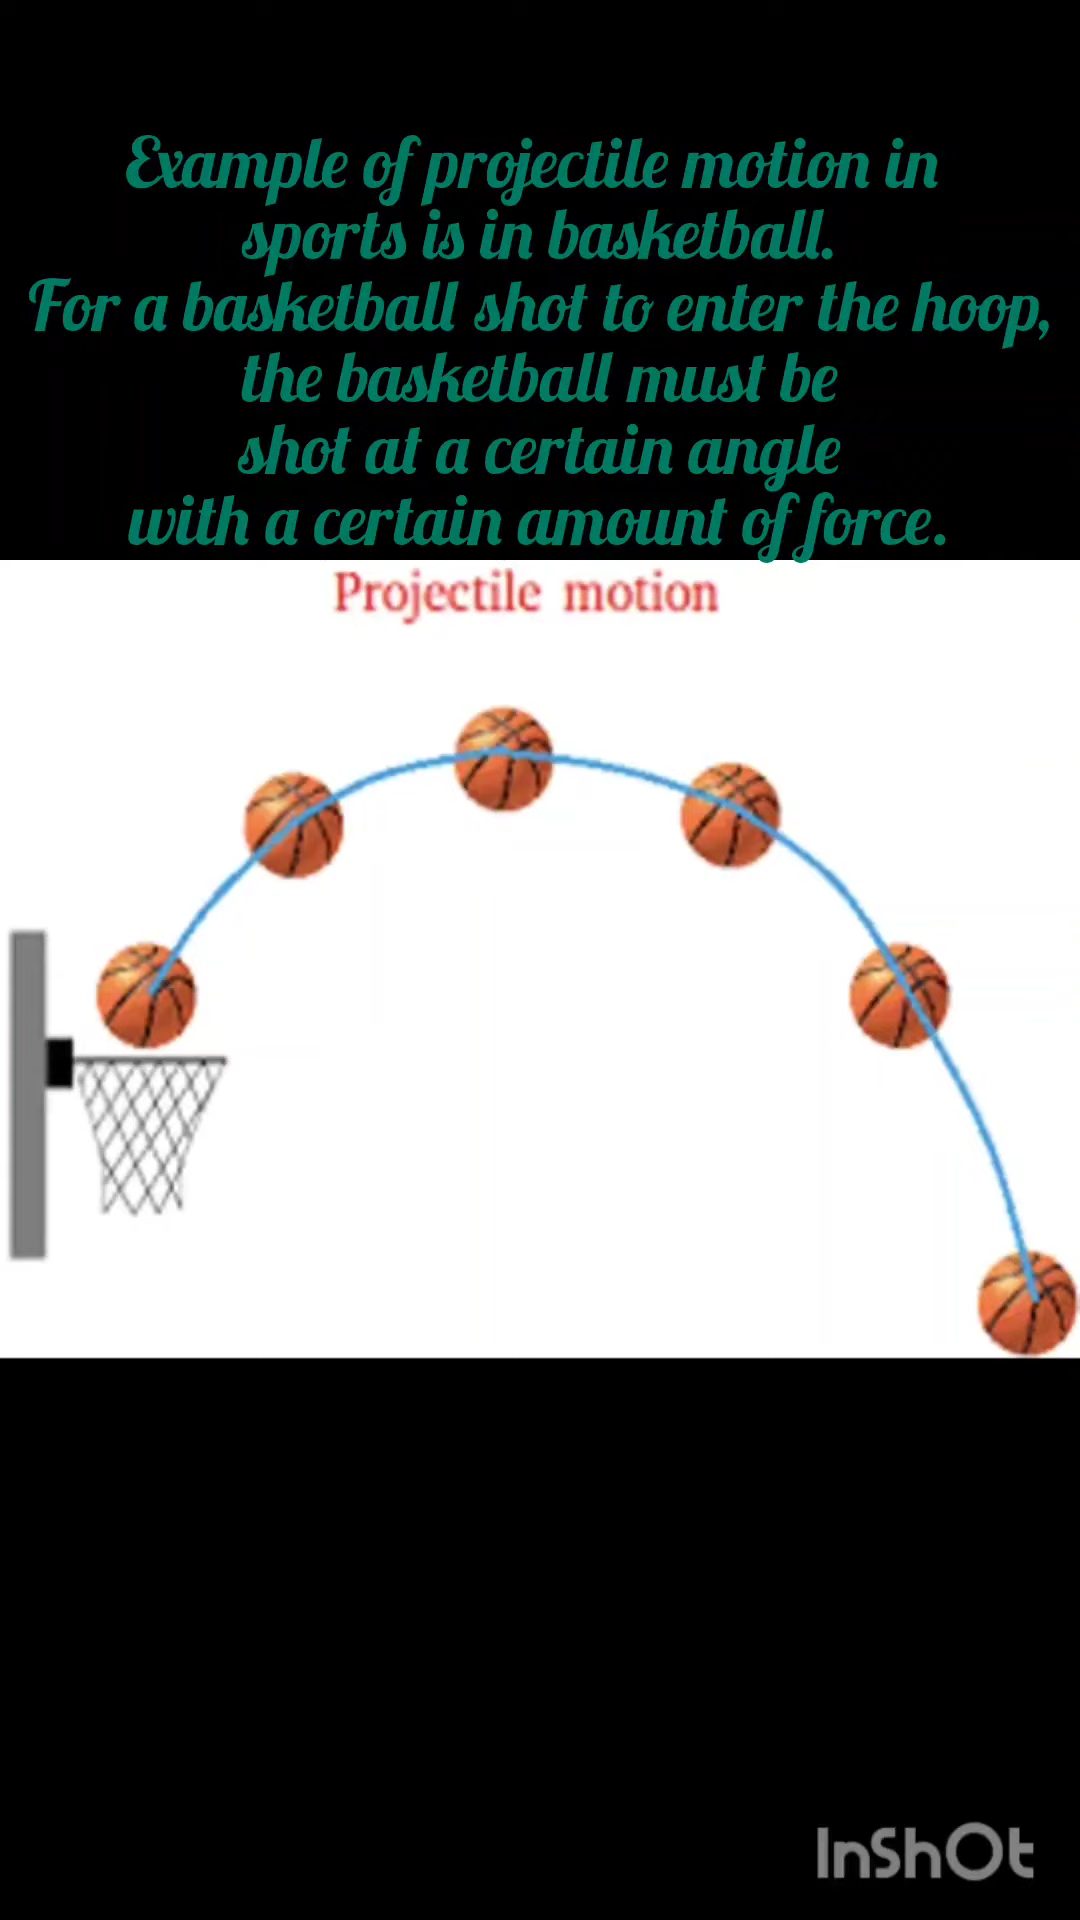 Example of projectile motion in
sports is in basketball.
For a basketball shot to enter the hoop,
the basketball must be
shot at a certain angle
with a certain amount of force.
Projectile motion
InShOt